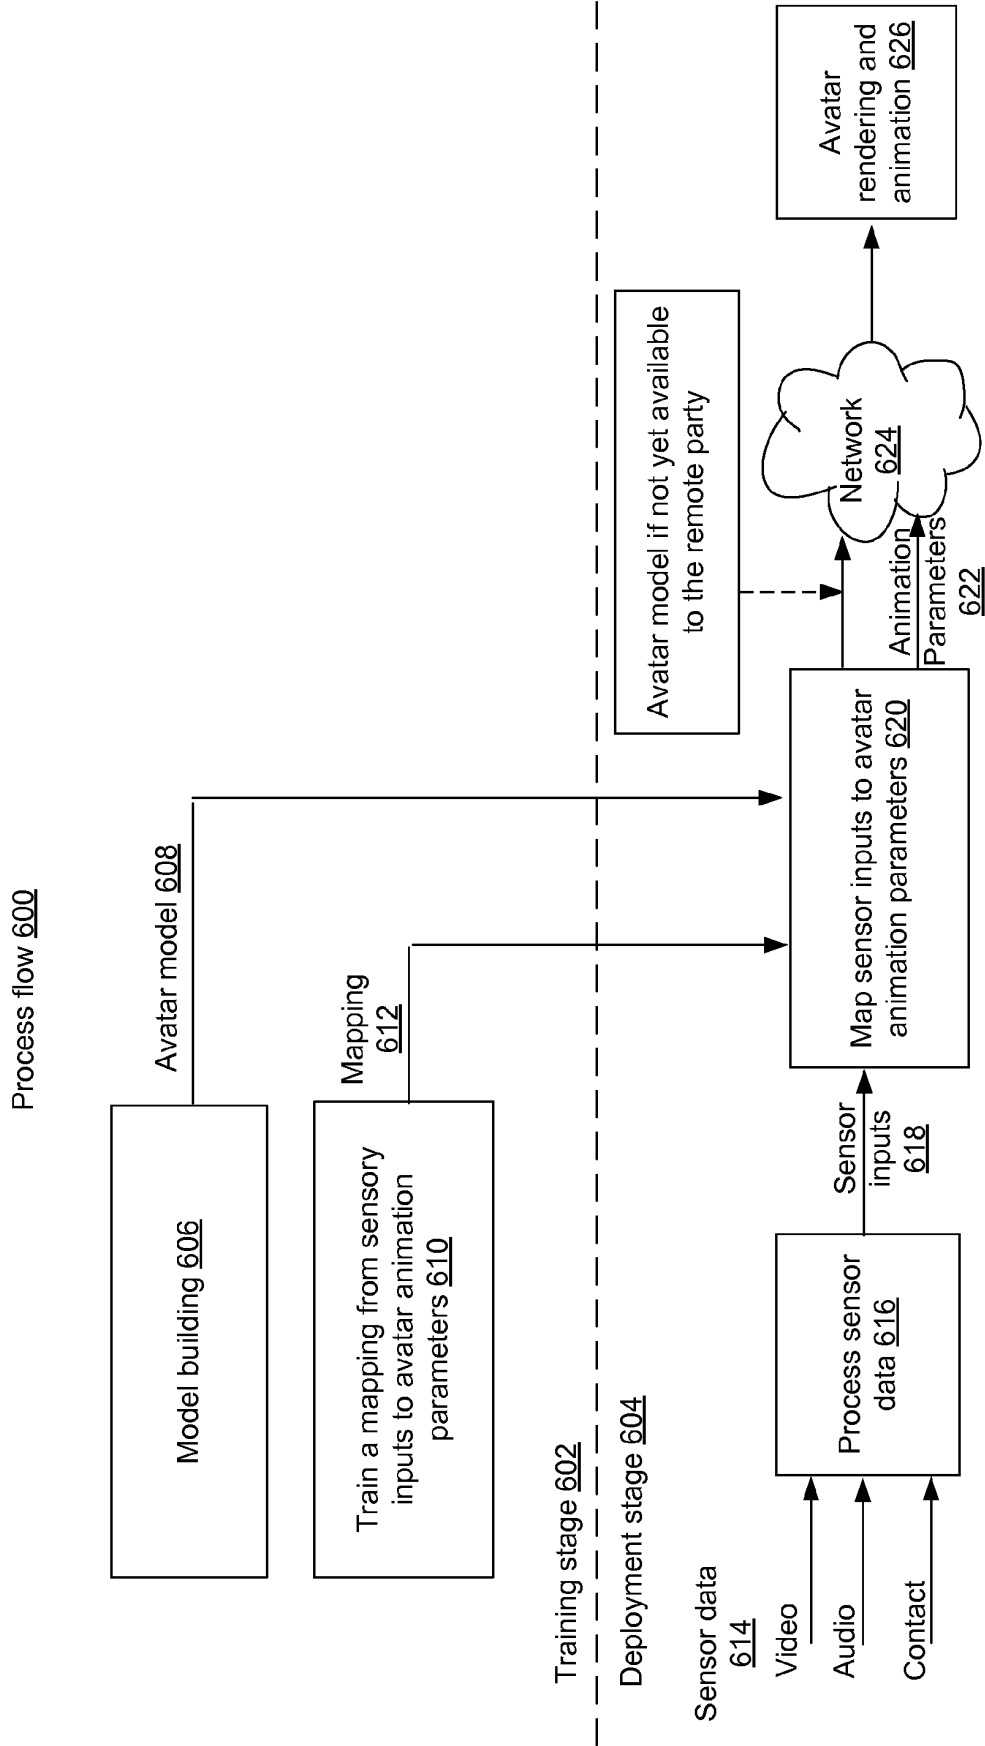 Process flow 600
Avatar model 608
Model building 606
Mapping
612
Train a mapping from sensory
inputs to avatar animation
parameters 610
Training stage 602
Deployment stage 604
Avatar model if not yet available
to the remote party
Sensor data
614
Video
Audio
Contact
Process sensor
data 616
Sensor
inputs
618
Map sensor inputs to avatar
animation parameters 620
Animation
Parameters
622
Network
624
Avatar
rendering and
animation 626